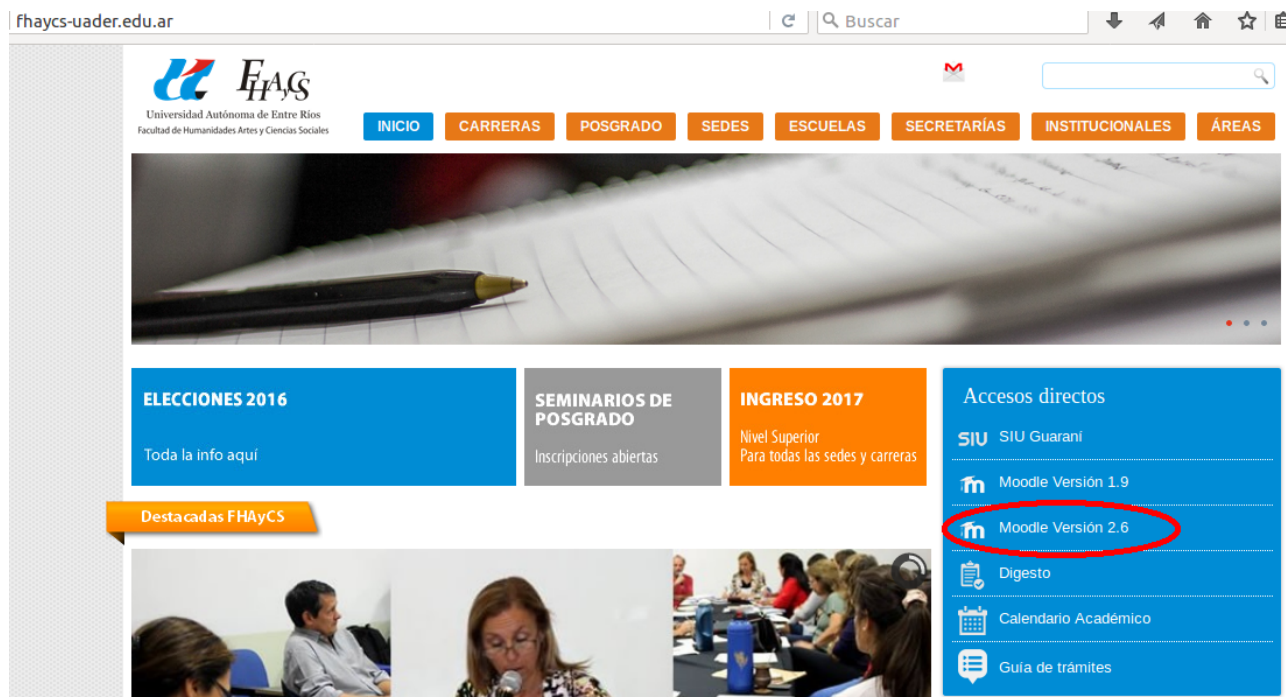 fhaycs-uader.edu.ar
Buscar
FHAyCS
Universidad Autónoma de Entre Ríos
Facultad de Humanidades Artes y Ciencias Sociales
INICIO
CARRERAS
POSGRADO
SEDES
ESCUELAS
SECRETARÍAS
INSTITUCIONALES
ÁREAS
ELECCIONES 2016
Toda la info aquí
SEMINARIOS DE
POSGRADO
Inscripciones abiertas
INGRESO 2017
Nivel Superior
Para todas las sedes y carreras
Accesos directos
SIU SIU Guaraní
Moodle Versión 1.9
Moodle Versión 2.6
Digesto
Calendario Académico
Guía de trámites
Destacadas FHAyCS